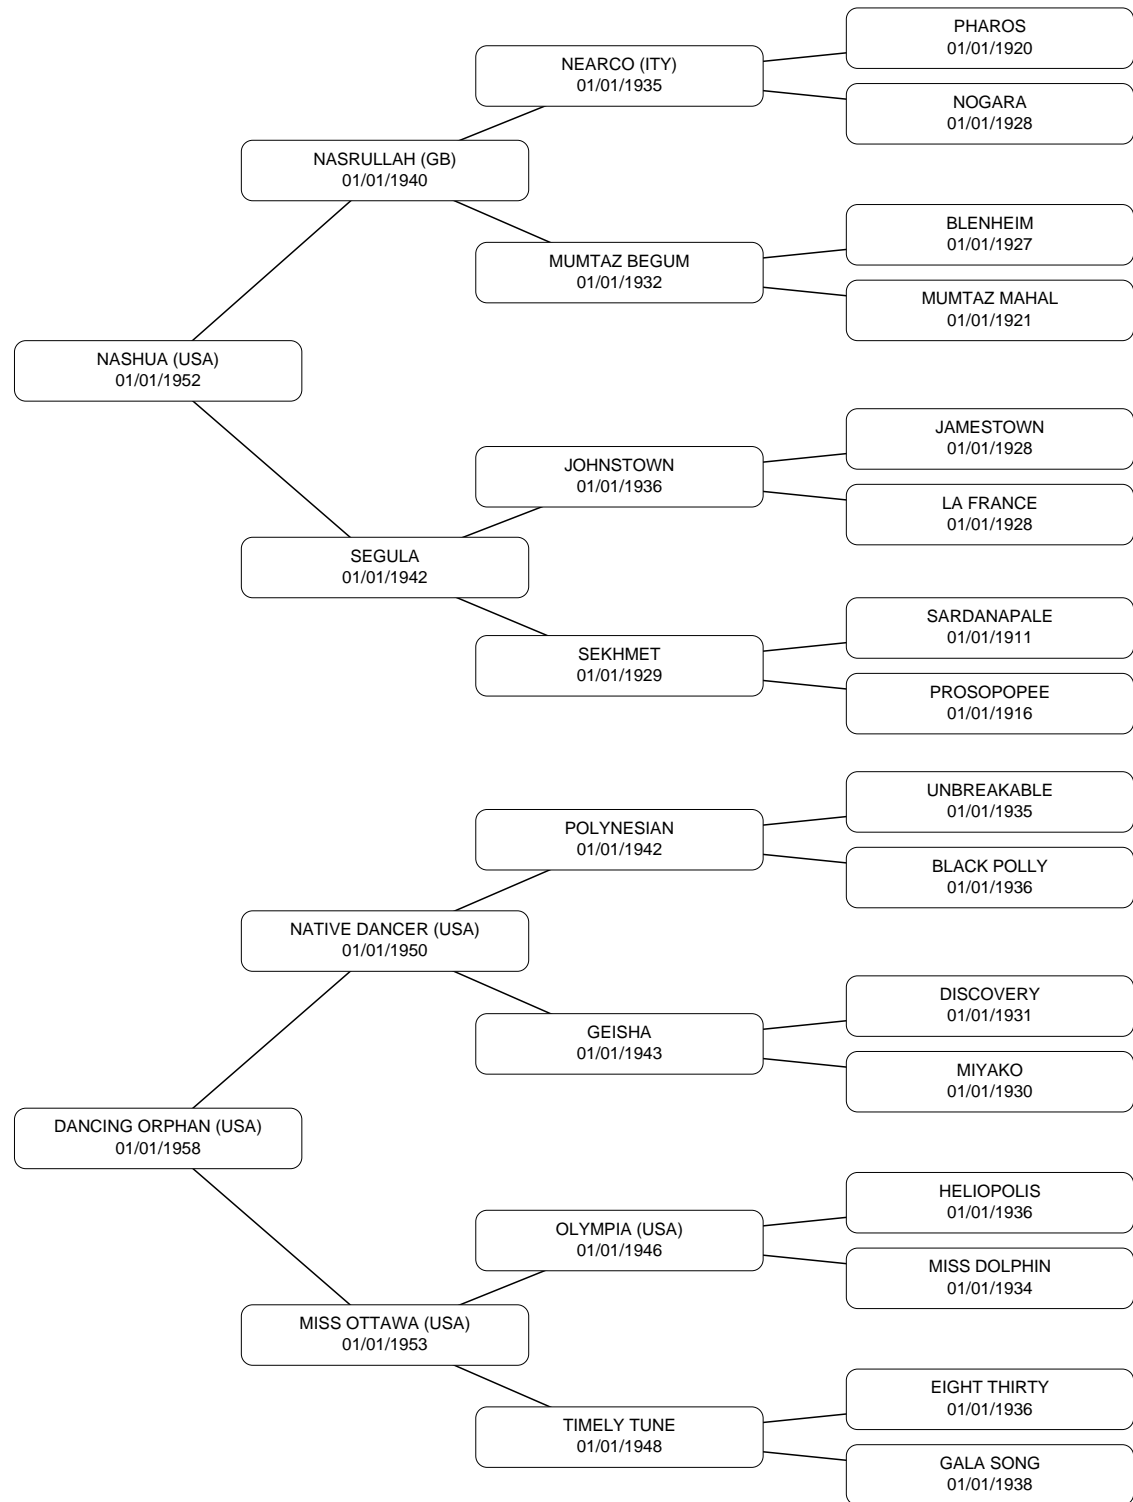 PHAROS
01/01/1920
NEARCO (ITY)
01/01/1935
NOGARA
01/01/1928
NASRULLAH (GB)
01/01/1940
BLENHEIM
01/01/1927
MUMTAZ BEGUM
01/01/1932
MUMTAZ MAHAL
01/01/1921
NASHUA (USA)
01/01/1952
JAMESTOWN
01/01/1928
JOHNSTOWN
01/01/1936
LA FRANCE
01/01/1928
SEGULA
01/01/1942
SARDANAPALE
01/01/1911
SEKHMET
01/01/1929
PROSOPOPEE
01/01/1916
UNBREAKABLE
01/01/1935
POLYNESIAN
01/01/1942
BLACK POLLY
01/01/1936
NATIVE DANCER (USA)
01/01/1950
DISCOVERY
01/01/1931
GEISHA
01/01/1943
MIYAKO
01/01/1930
DANCING ORPHAN (USA)
01/01/1958
HELIOPOLIS
01/01/1936
OLYMPIA (USA)
01/01/1946
MISS DOLPHIN
01/01/1934
MISS OTTAWA (USA)
01/01/1953
EIGHT THIRTY
01/01/1936
TIMELY TUNE
01/01/1948
GALA SONG
01/01/1938